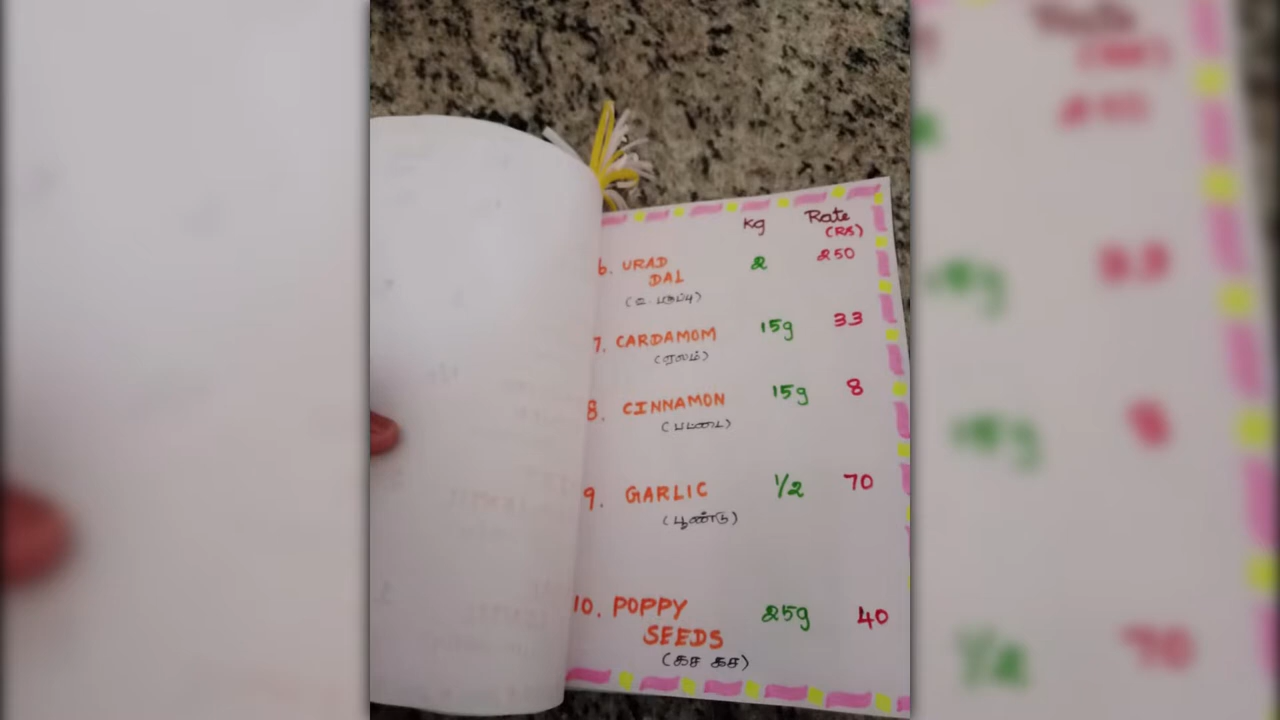 Kg Rate
(RS)
6. URAD 2 250
DAL
(உ.பருப்பு)
7. CARDAMOM 15g 33
(ஏலம்)
8. CINNAMON 15g 8
(பட்டை)
9. GARLIC 1/2 70
(பூண்டு)
10. POPPY 25g 40
SEEDS
(கச கச)